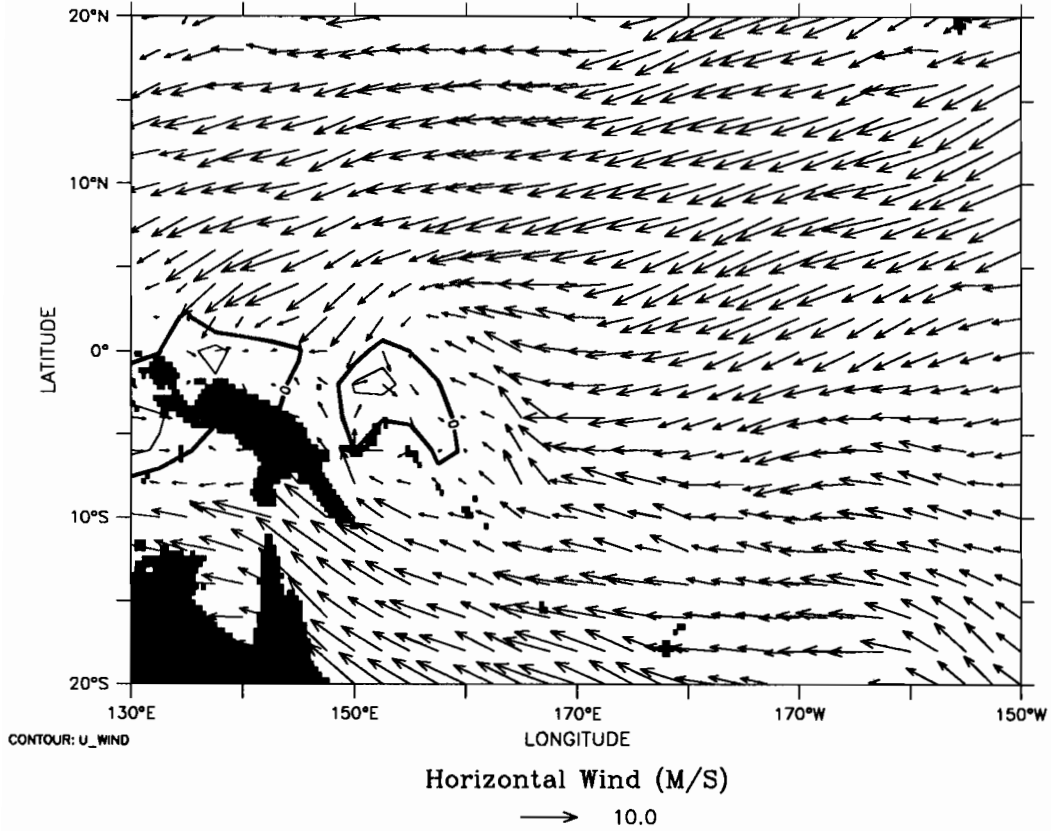 20°N
10°N
0°
10°S
20°S
LATITUDE
0
0
130°E 150°E 170°E 170°W 150°W
LONGITUDE
CONTOUR: U_WIND
Horizontal Wind (M/S)
10.0